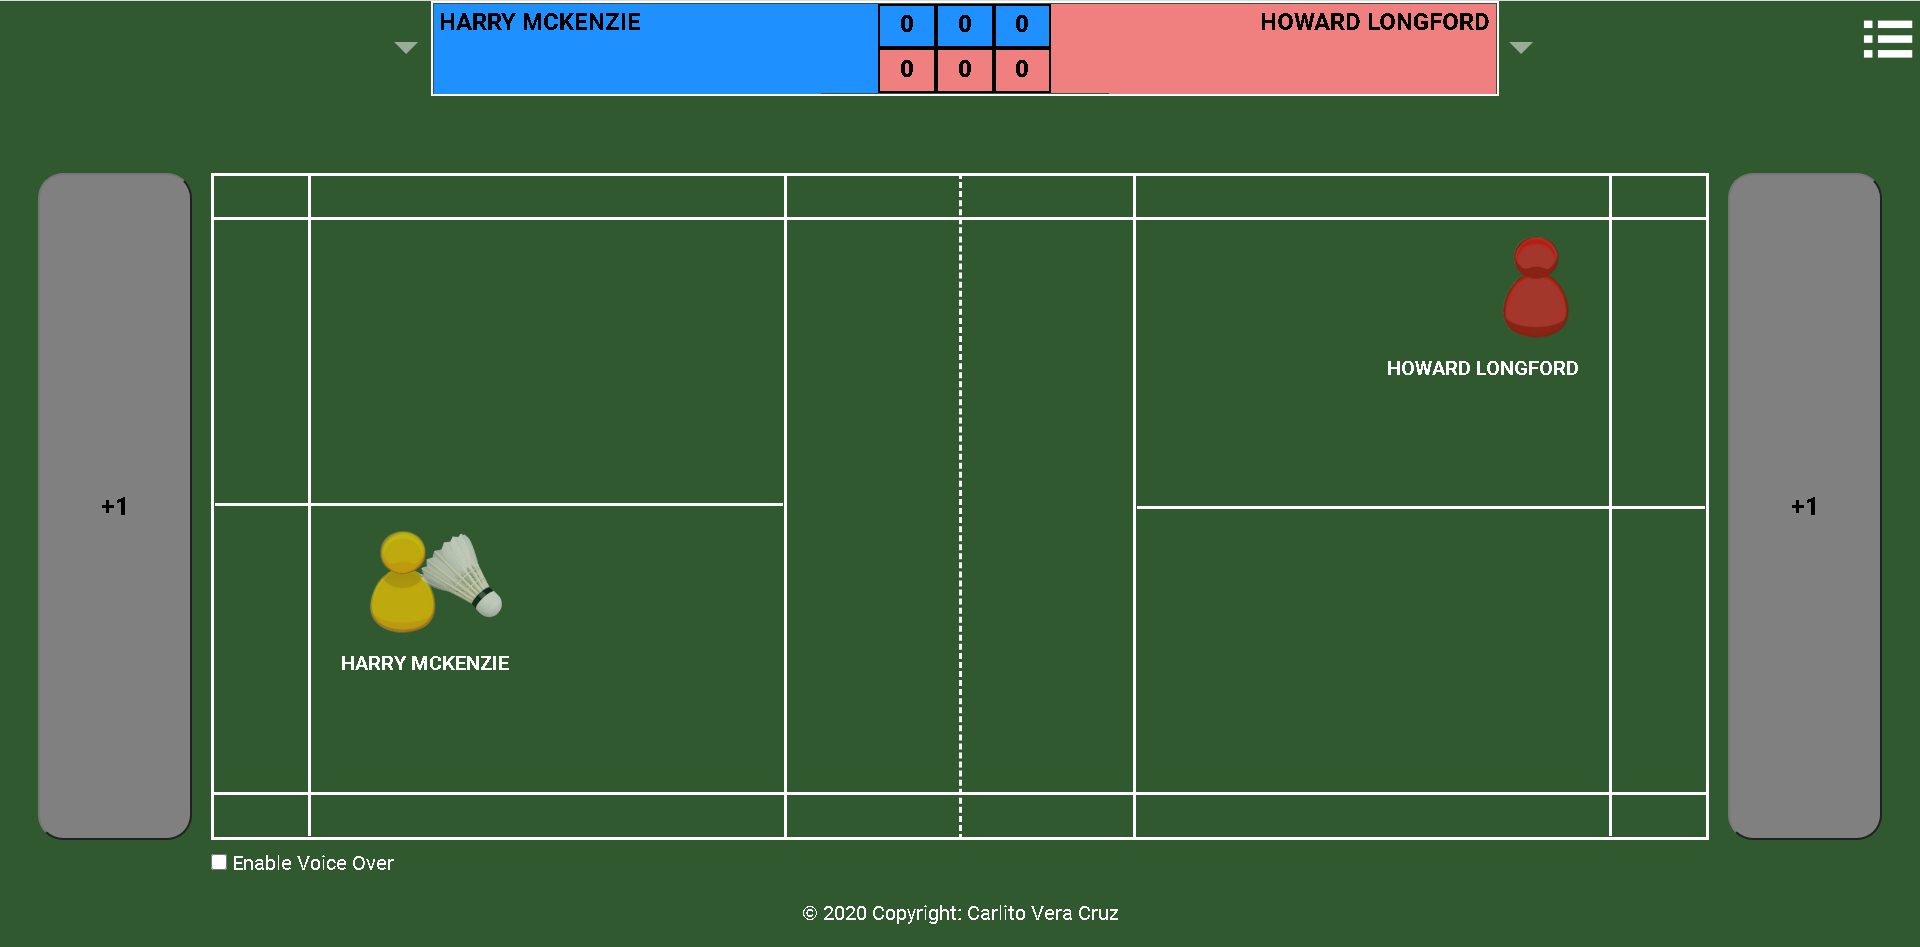 HARRY MCKENZIE 0 0 0 HOWARD LONGFORD
0 0 0
HOWARD LONGFORD
+1 +1
HARRY MCKENZIE
Enable Voice Over
© 2020 Copyright: Carlito Vera Cruz